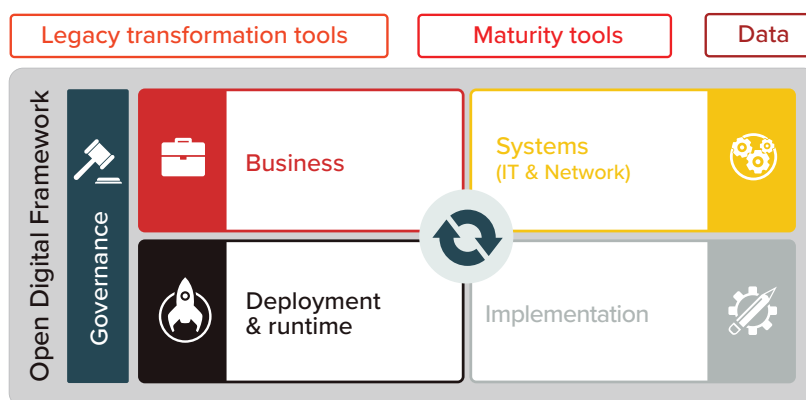 Legacy transformation tools
Maturity tools
Data
Open Digital Framework
Governance
Business
Systems
(IT & Network)
Deployment
& runtime
Implementation